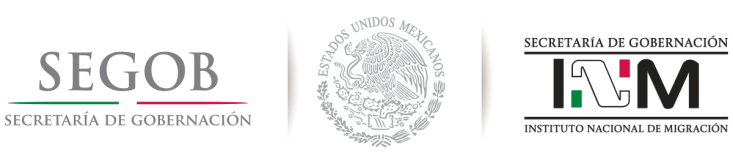 SEGOB
SECRETARÍA DE GOBERNACIÓN
ESTADOS UNIDOS MEXICANOS
SECRETARÍA DE GOBERNACIÓN
INM
INSTITUTO NACIONAL DE MIGRACIÓN